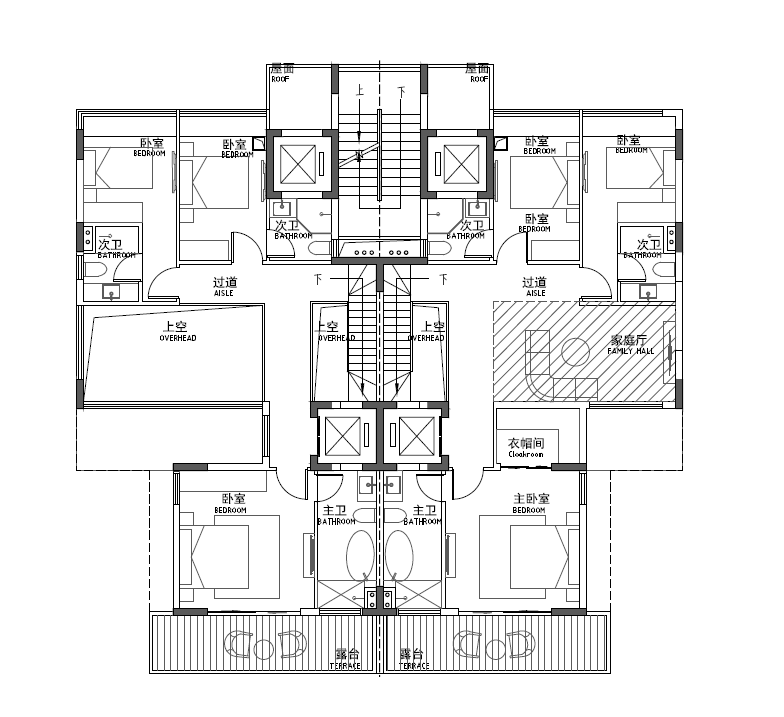 屋面
ROOF
屋面
ROOF
上
下
卧室
BEDROOM
卧室
BEDROOM
卧室
BEDROOM
卧室
BEDROOM
卧室
BEDROOM
次卫
BATHROOM
次卫
BATHROOM
次卫
BATHROOM
次卫
BATHROOM
过道
AISLE
下
下
过道
AISLE
上空
OVERHEAD
上空
OVERHEAD
上空
OVERHEAD
家庭厅
FAMILY HALL
衣帽间
Cloakroom
卧室
BEDROOM
主卫
BATHROOM
主卫
BATHROOM
主卧室
BEDROOM
露台
TERRACE
露台
TERRACE